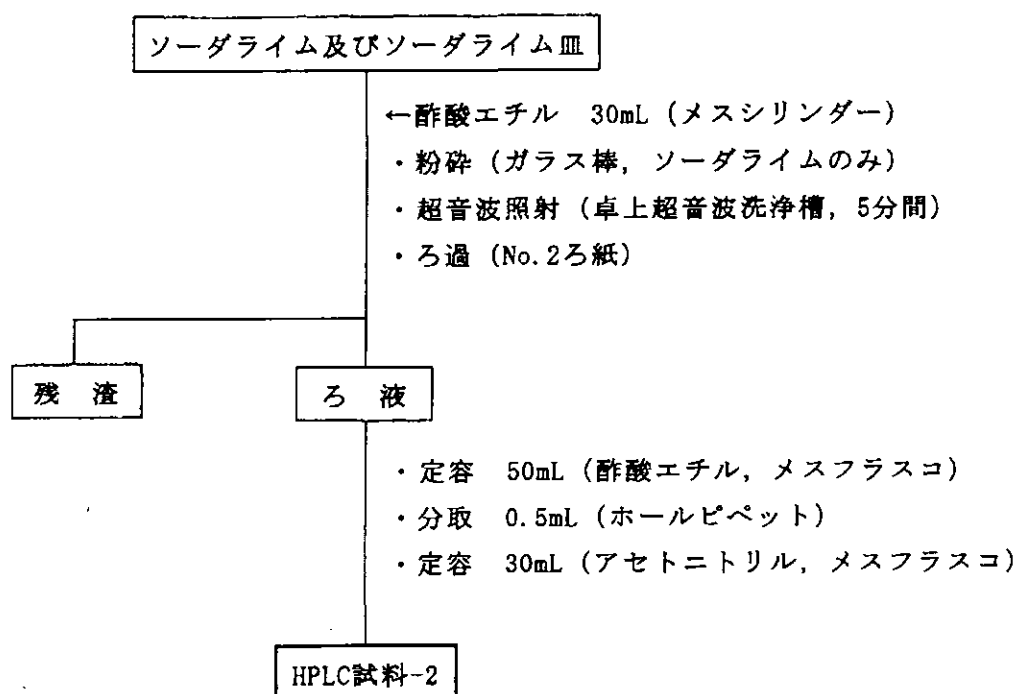 ソーダライム及びソーダライム皿
←酢酸エチル 30mL (メスシリンダー)
・粉砕 (ガラス棒, ソーダライムのみ)
・超音波照射 (卓上超音波洗浄槽, 5分間)
・ろ過 (No.2ろ紙)
残 渣
ろ 液
・定容 50mL (酢酸エチル, メスフラスコ)
・分取 0.5mL (ホールピペット)
・定容 30mL (アセトニトリル, メスフラスコ)
HPLC試料-2